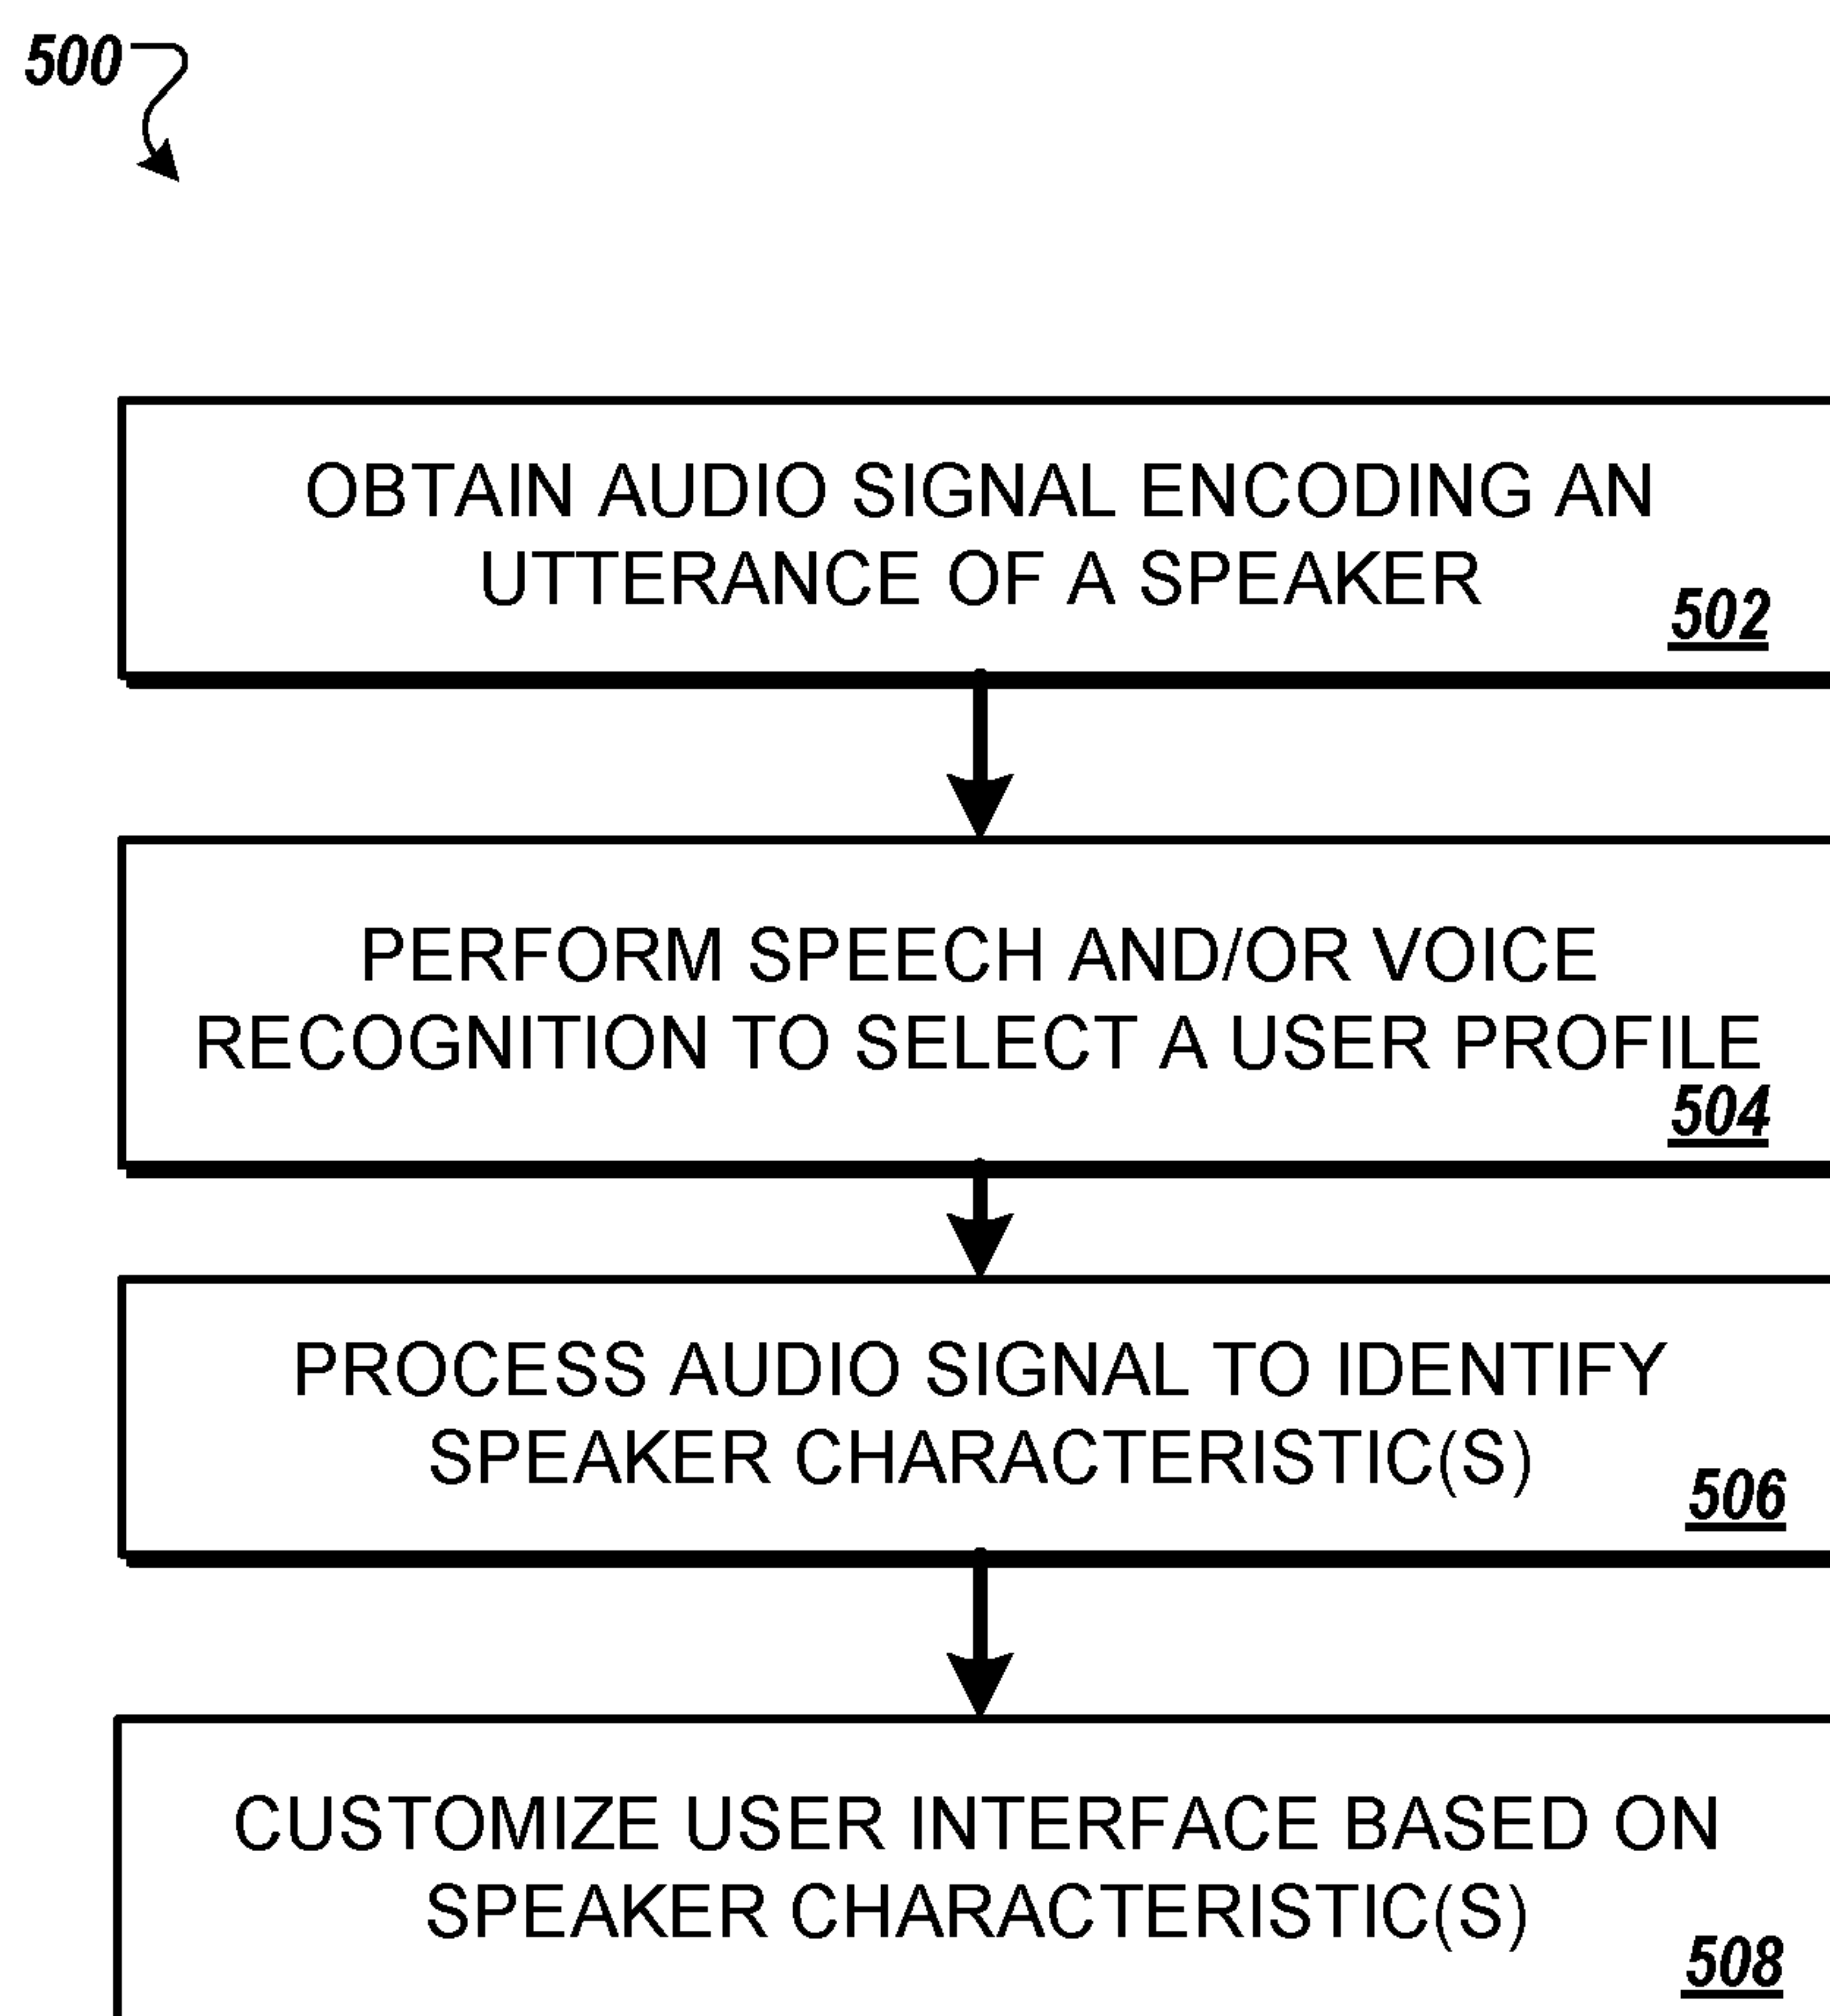 500
OBTAIN AUDIO SIGNAL ENCODING AN
UTTERANCE OF A SPEAKER
502
PERFORM SPEECH AND/OR VOICE
RECOGNITION TO SELECT A USER PROFILE
504
PROCESS AUDIO SIGNAL TO IDENTIFY
SPEAKER CHARACTERISTIC(S)
506
CUSTOMIZE USER INTERFACE BASED ON
SPEAKER CHARACTERISTIC(S)
508